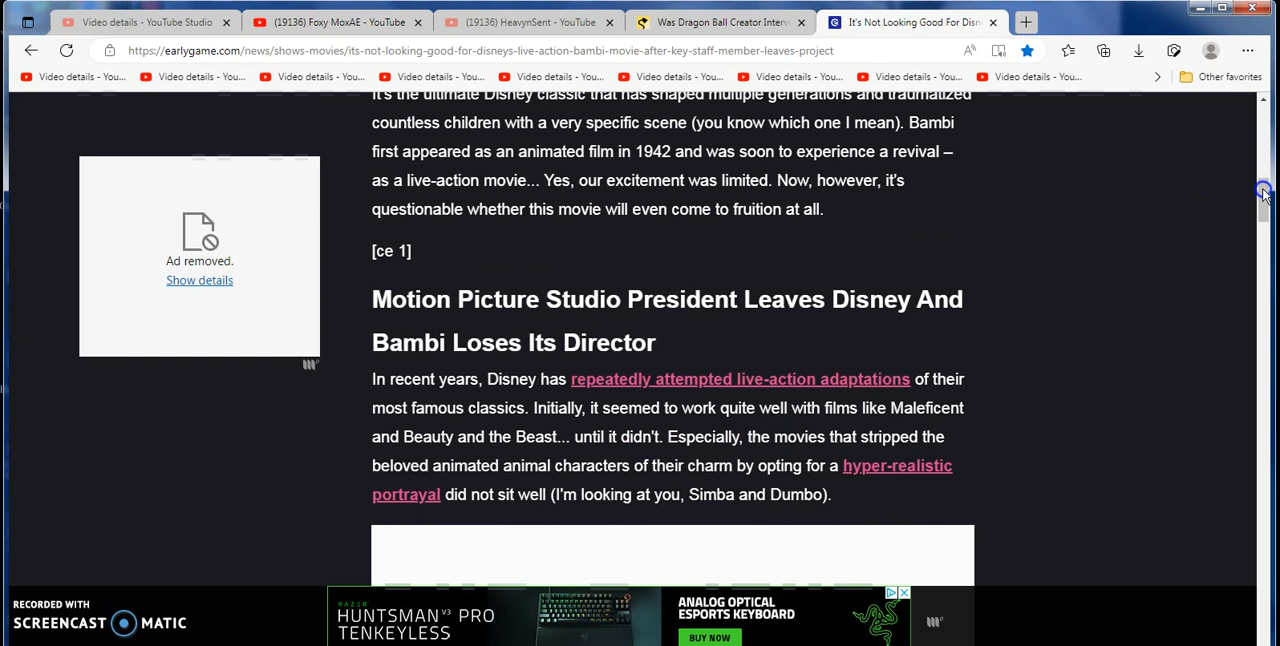 Video details - YouTube Studio
(19136) Foxy MoxAE - YouTube
(19136) HeavynSent - YouTube
Was Dragon Ball Creator Interv
It's Not Looking Good For Disn
https://earlygame.com/news/shows-movies/its-not-looking-good-for-disneys-live-action-bambi-movie-after-key-staff-member-leaves-project
Video details - You...
Video details - You...
Video details - You...
Video details - You...
Video details - You...
Video details - You...
Video details - You...
Video details - You...
Video details - You...
Other favorites
It's the ultimate Disney classic that has shaped multiple generations and traumatized
countless children with a very specific scene (you know which one I mean). Bambi
first appeared as an animated film in 1942 and was soon to experience a revival –
as a live-action movie... Yes, our excitement was limited. Now, however, it's
questionable whether this movie will even come to fruition at all.
[ce 1]
Ad removed.
Show details
Motion Picture Studio President Leaves Disney And
Bambi Loses Its Director
In recent years, Disney has repeatedly attempted live-action adaptations of their
most famous classics. Initially, it seemed to work quite well with films like Maleficent
and Beauty and the Beast... until it didn't. Especially, the movies that stripped the
beloved animated animal characters of their charm by opting for a hyper-realistic
portrayal did not sit well (I'm looking at you, Simba and Dumbo).
RECORDED WITH
SCREENCAST MATIC
RAZER
HUNTSMAN V3 PRO
TENKEYLESS
ANALOG OPTICAL
ESPORTS KEYBOARD
BUY NOW